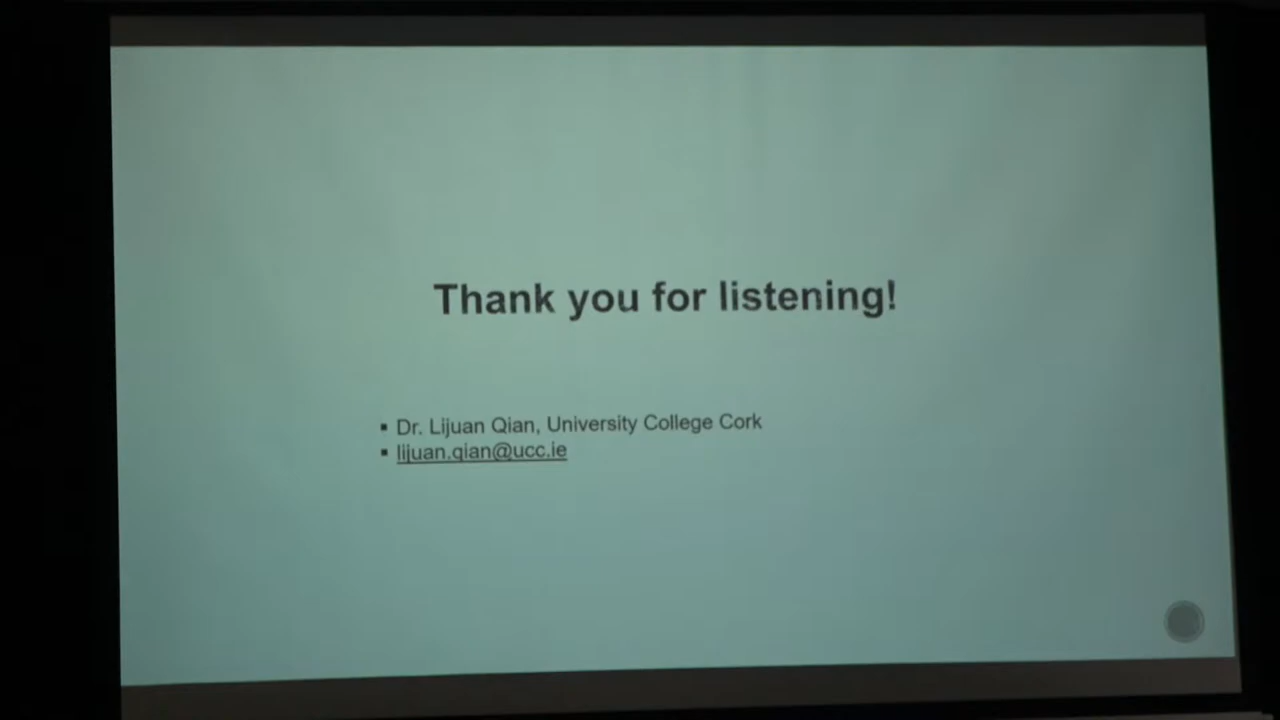 Thank you for listening!
▪ Dr. Lijuan Qian, University College Cork
▪ lijuan.qian@ucc.ie